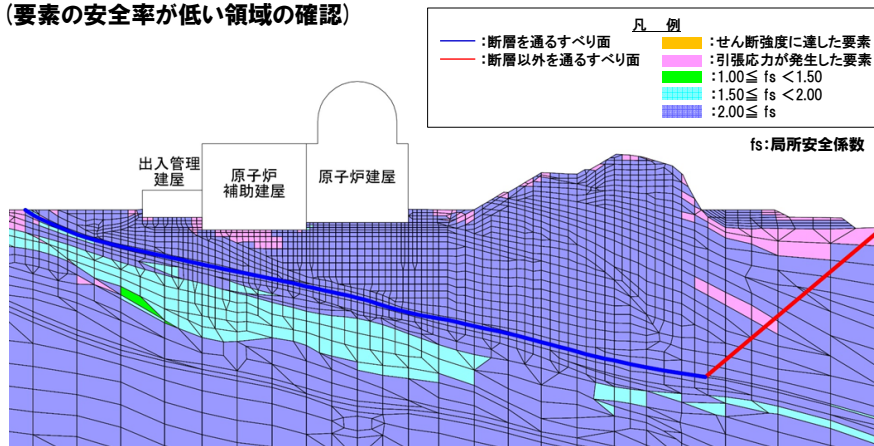 (要素の安全率が低い領域の確認)
凡 例
:断層を通るすべり面
:断層以外を通るすべり面
:せん断強度に達した要素
:引張応力が発生した要素
:1.00≦ fs <1.50
:1.50≦ fs <2.00
:2.00≦ fs
fs:局所安全係数
出入管理
建屋
原子炉
補助建屋
原子炉建屋